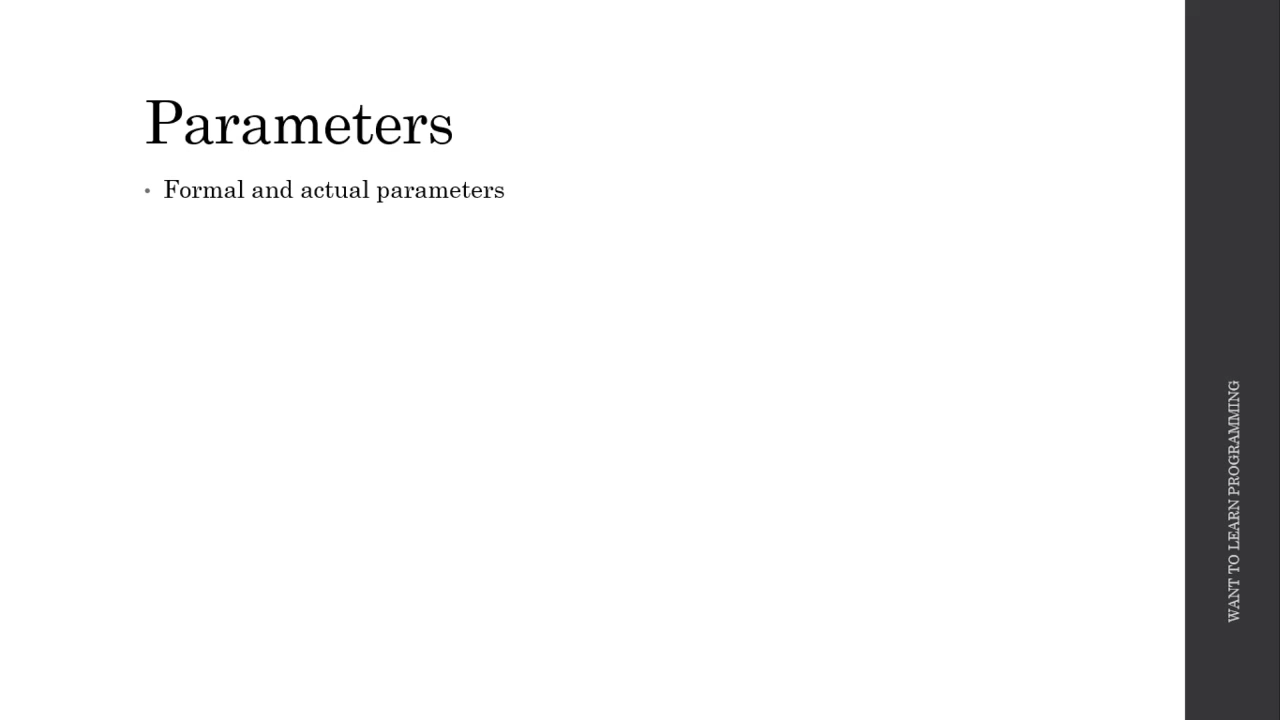 Parameters
• Formal and actual parameters
WANT TO LEARN PROGRAMMING